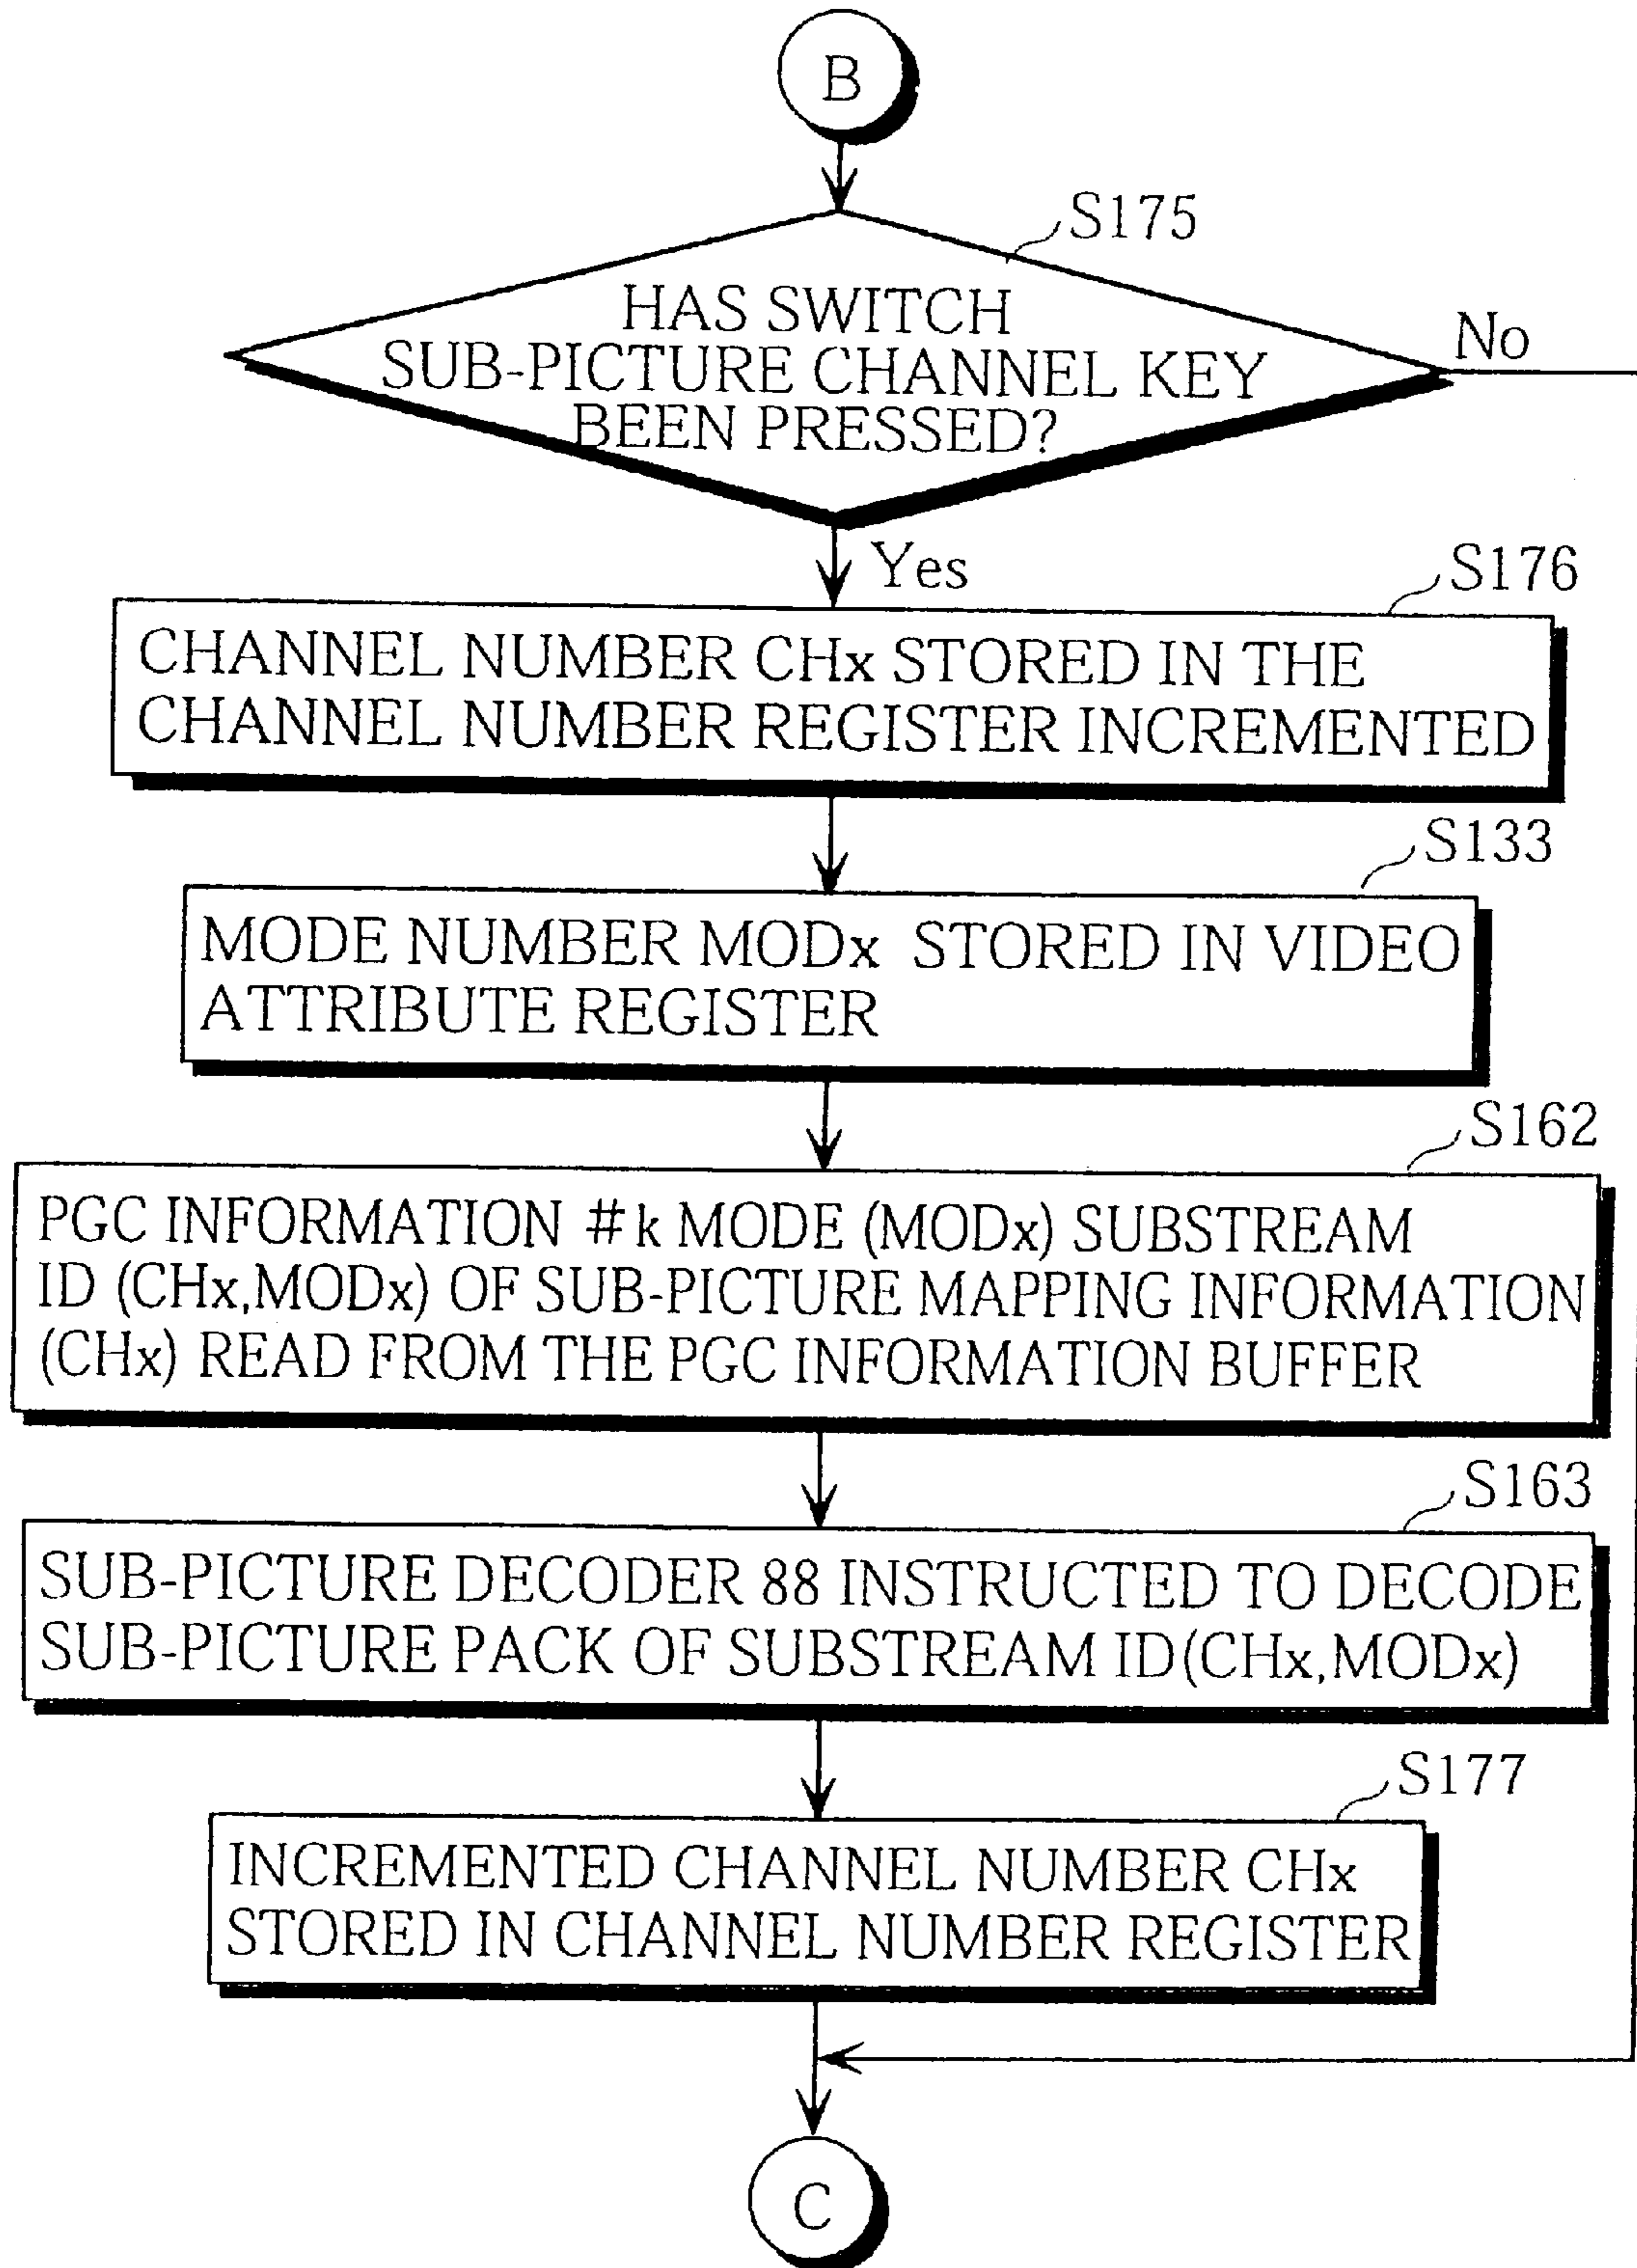 B
S175
HAS SWITCH
SUB-PICTURE CHANNEL KEY
BEEN PRESSED?
No
Yes
S176
CHANNEL NUMBER CHx STORED IN THE
CHANNEL NUMBER REGISTER INCREMENTED
S133
MODE NUMBER MODx STORED IN VIDEO
ATTRIBUTE REGISTER
S162
PGC INFORMATION #k MODE (MODx) SUBSTREAM
ID (CHx,MODx) OF SUB-PICTURE MAPPING INFORMATION
(CHx) READ FROM THE PGC INFORMATION BUFFER
S163
SUB-PICTURE DECODER 88 INSTRUCTED TO DECODE
SUB-PICTURE PACK OF SUBSTREAM ID(CHx,MODx)
S177
INCREMENTED CHANNEL NUMBER CHx
STORED IN CHANNEL NUMBER REGISTER
C